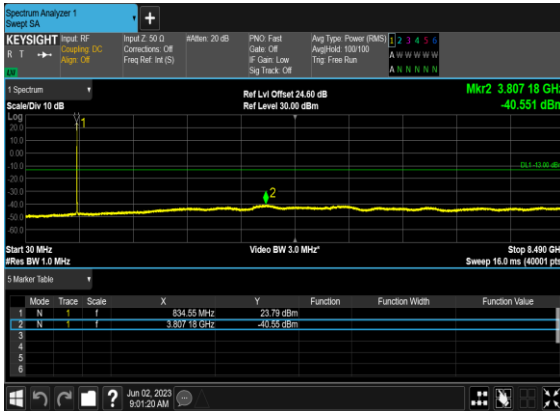 Spectrum Analyzer 1
Swept SA
+
KEYSIGHT Input: RF Input Z: 50 Ω #Atten: 20 dB PNO: Fast Avg Type: Power (RMS) 1 2 3 4 5 6
R T Coupling: DC Corrections: Off Gate: Off Avg|Hold: 100/100 A W W W W W
Align: Off Freq Ref: Int (S) IF Gain: Low Trig: Free Run
Sig Track: Off A N N N N N
1 Spectrum Ref Lvl Offset 24.60 dB Mkr2 3.807 18 GHz
Scale/Div 10 dB Ref Level 30.00 dBm -40.551 dBm
Log
1
20.0
10.0
0.00
-10.0
DL1 -13.00 dBm
-20.0
-30.0
2
-40.0
-50.0
-60.0
Start 30 MHz Video BW 3.0 MHz* Stop 8.490 GHz
#Res BW 1.0 MHz Sweep 16.0 ms (40001 pts)
5 Marker Table
Mode Trace Scale X Y Function Function Width Function Value
1 N 1 f 834.55 MHz 23.79 dBm
2 N 1 f 3.807 18 GHz -40.55 dBm
3
4
5
6
? Jun 02, 2023
9:01:20 AM